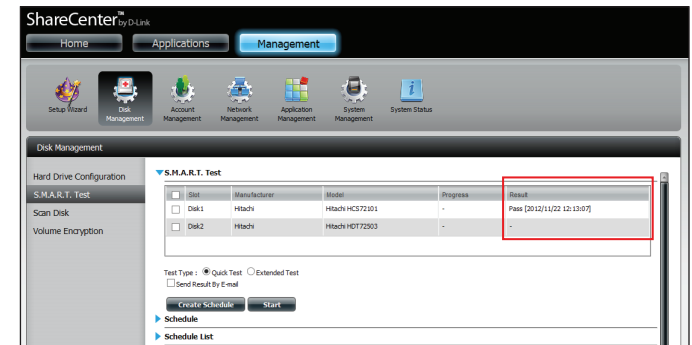 ShareCenter™ by D-Link
Home Applications Management
Setup Wizard Disk Management Account Management Network Management Application Management System Management System Status
Disk Management
Hard Drive Configuration
S.M.A.R.T. Test
Scan Disk
Volume Encryption
S.M.A.R.T. Test
Slot Manufacturer Model Progress Result
Disk1 Hitachi Hitachi HCS72101 - Pass [2012/11/22 12:13:07]
Disk2 Hitachi Hitachi HDT72503 - -
Test Type : Quick Test Extended Test
Send Result By E-mail
Create Schedule Start
Schedule
Schedule List